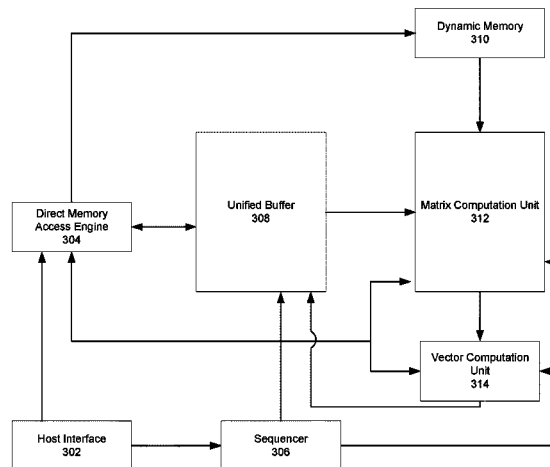 Dynamic Memory
310
Unified Buffer
308
Matrix Computation Unit
312
Direct Memory
Access Engine
304
Vector Computation
Unit
314
Host Interface
302
Sequencer
306